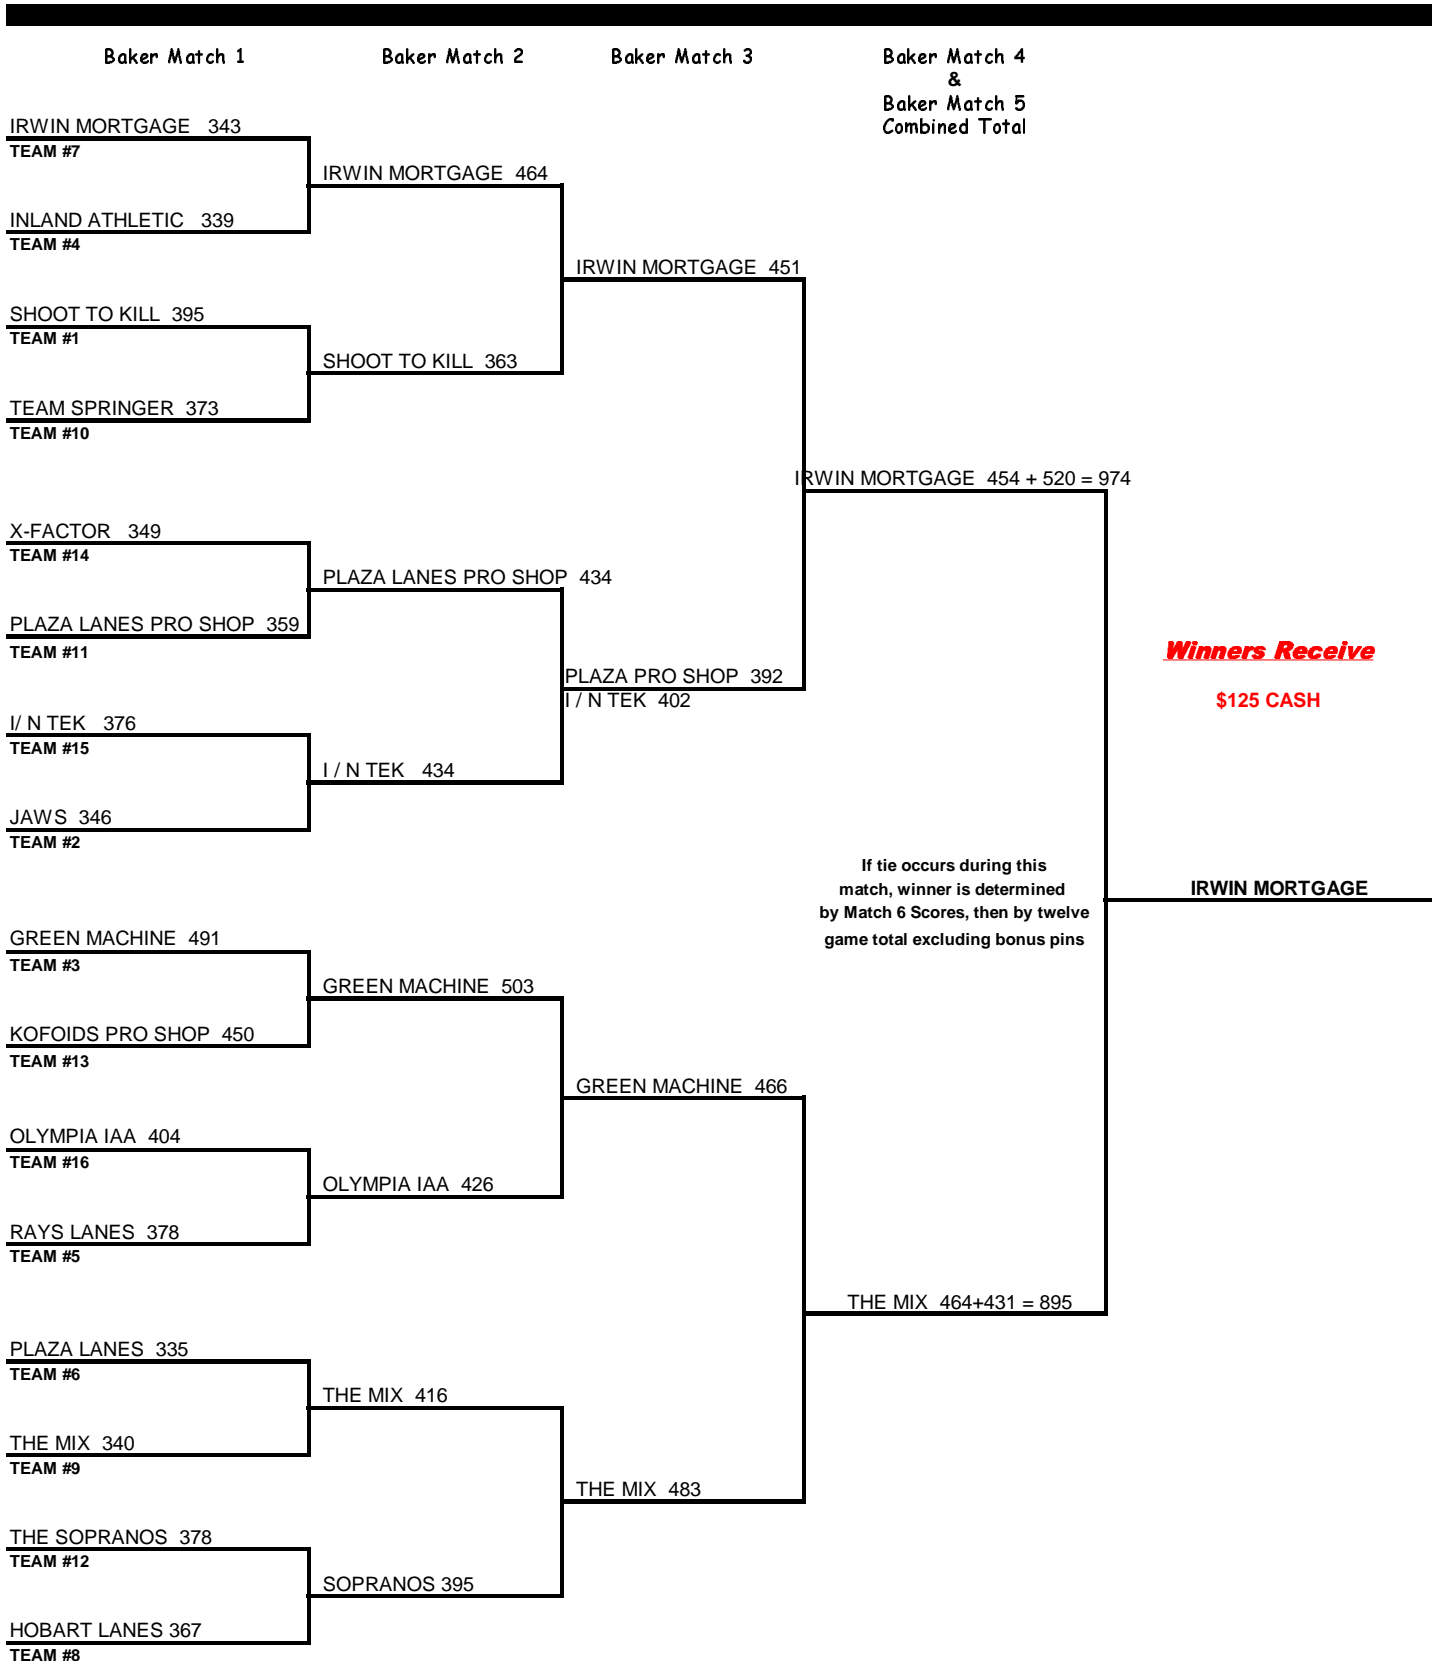 Baker Match 1
Baker Match 2
Baker Match 3
Baker Match 4
&
Baker Match 5
Combined Total
IRWIN MORTGAGE 343
TEAM #7
INLAND ATHLETIC 339
TEAM #4
SHOOT TO KILL 395
TEAM #1
TEAM SPRINGER 373
TEAM #10
X-FACTOR 349
TEAM #14
PLAZA LANES PRO SHOP 359
TEAM #11
I/ N TEK 376
TEAM #15
JAWS 346
TEAM #2
GREEN MACHINE 491
TEAM #3
KOFOIDS PRO SHOP 450
TEAM #13
OLYMPIA IAA 404
TEAM #16
RAYS LANES 378
TEAM #5
PLAZA LANES 335
TEAM #6
THE MIX 340
TEAM #9
THE SOPRANOS 378
TEAM #12
HOBART LANES 367
TEAM #8
IRWIN MORTGAGE 464
SHOOT TO KILL 363
PLAZA LANES PRO SHOP 434
I / N TEK 434
GREEN MACHINE 503
OLYMPIA IAA 426
THE MIX 416
SOPRANOS 395
IRWIN MORTGAGE 451
PLAZA PRO SHOP 392
I / N TEK 402
GREEN MACHINE 466
THE MIX 483
IRWIN MORTGAGE 454 + 520 = 974
If tie occurs during this
match, winner is determined
by Match 6 Scores, then by twelve
game total excluding bonus pins
THE MIX 464+431 = 895
Winners Receive
$125 CASH
IRWIN MORTGAGE